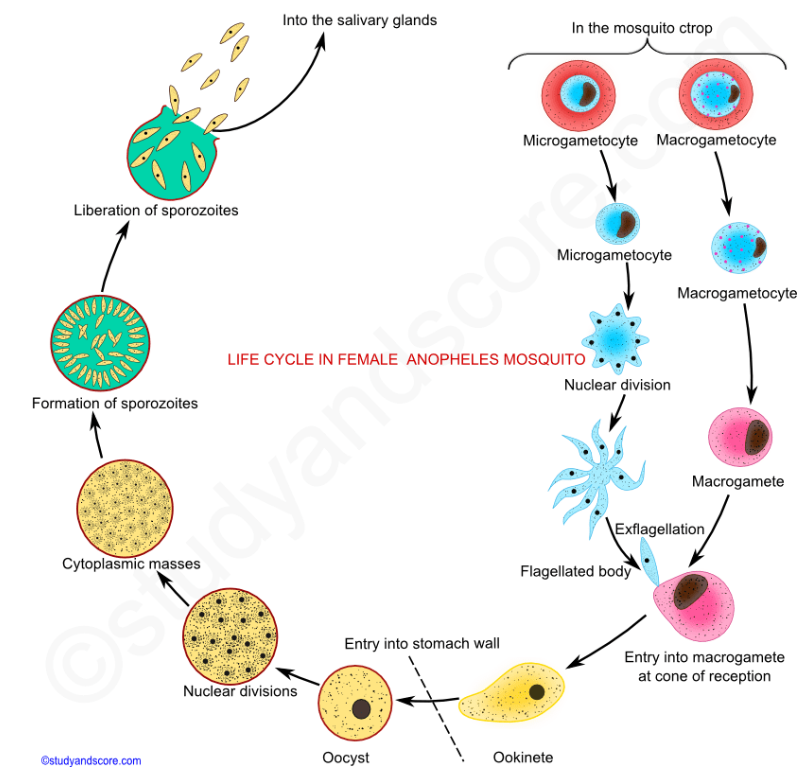 Into the salivary glands
In the mosquito ctrop
Microgametocyte
Macrogametocyte
Liberation of sporozoites
Microgametocyte
Macrogametocyte
LIFE CYCLE IN FEMALE ANOPHELES MOSQUITO
Nuclear division
Formation of sporozoites
Macrogamete
Exflagellation
Cytoplasmic masses
Flagellated body
Entry into stomach wall
Entry into macrogamete
at cone of reception
Nuclear divisions
Oocyst
Ookinete
©studyandscore.com
©studyandscore.com